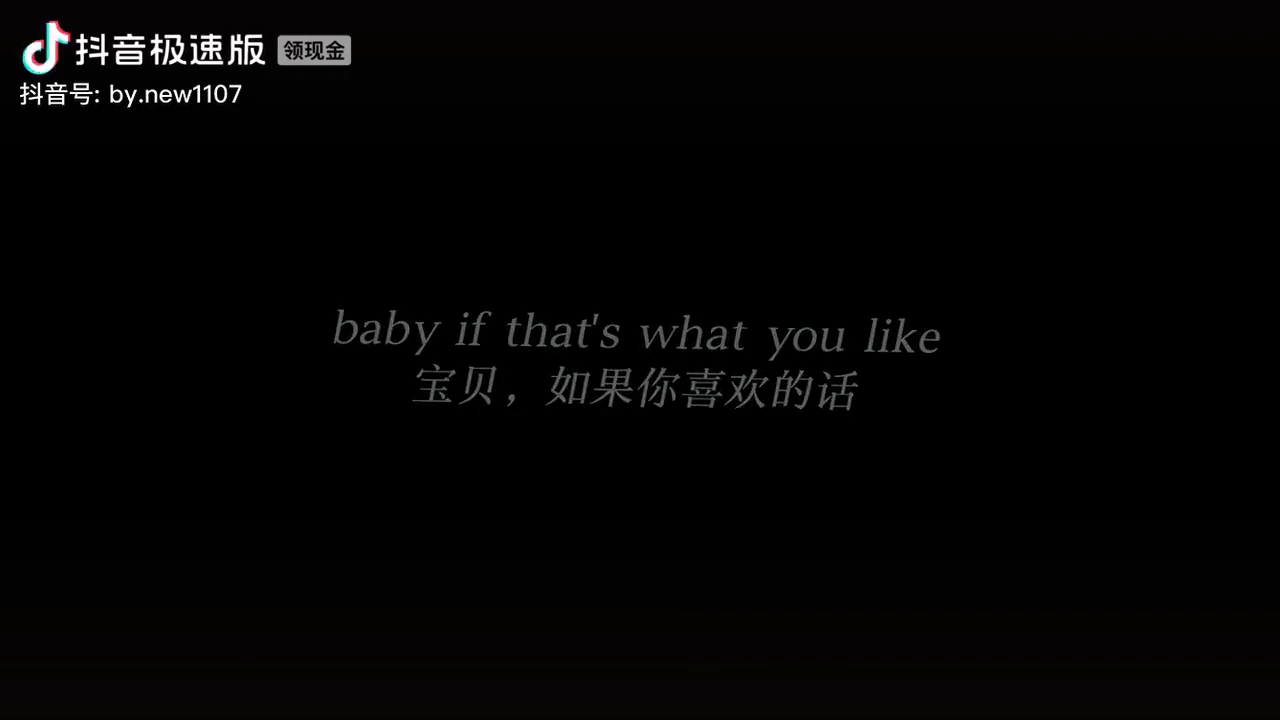 抖音极速版 领现金
抖音号: by.new1107
baby if that's what you like
宝贝，如果你喜欢的话